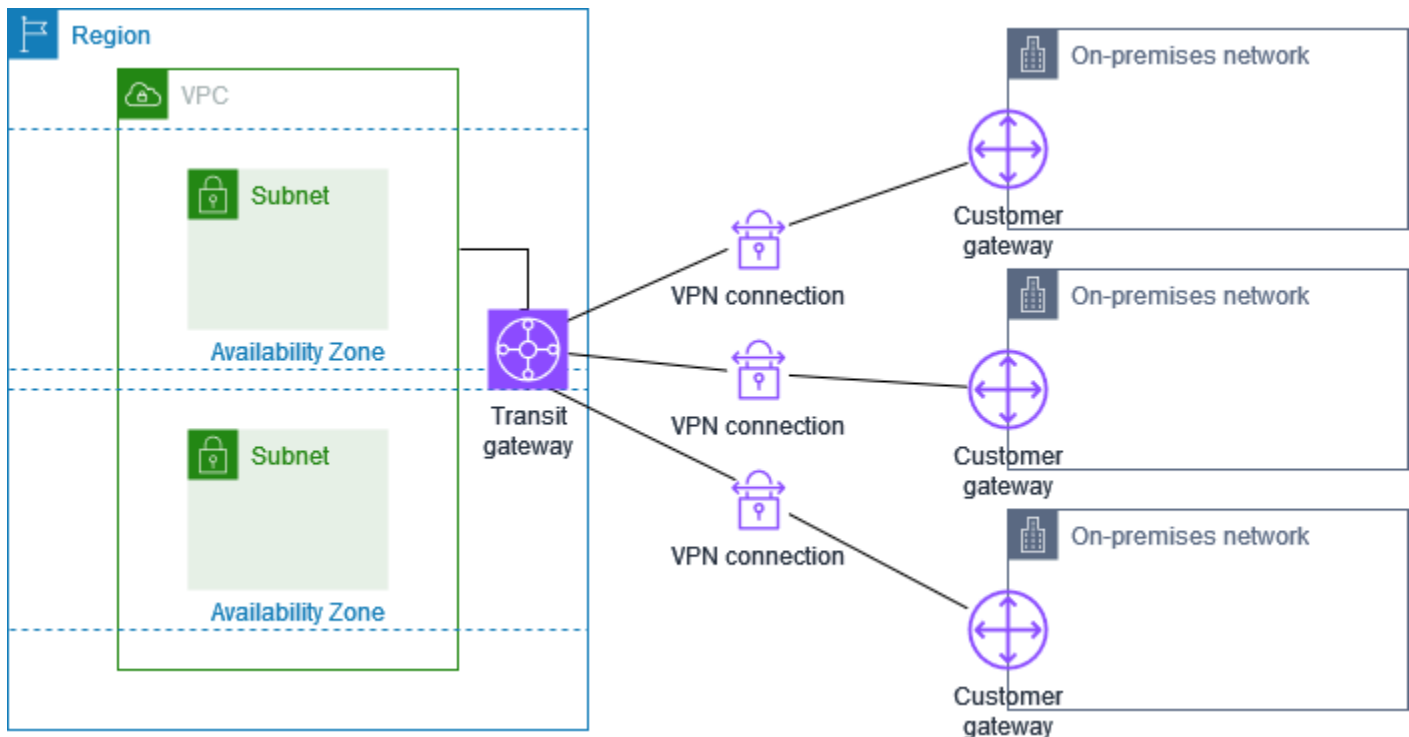 Region
VPC
Subnet
Availability Zone
Subnet
Availability Zone
Transit
gateway
VPN connection
VPN connection
VPN connection
On-premises network
Customer
gateway
On-premises network
Customer
gateway
On-premises network
Customer
gateway